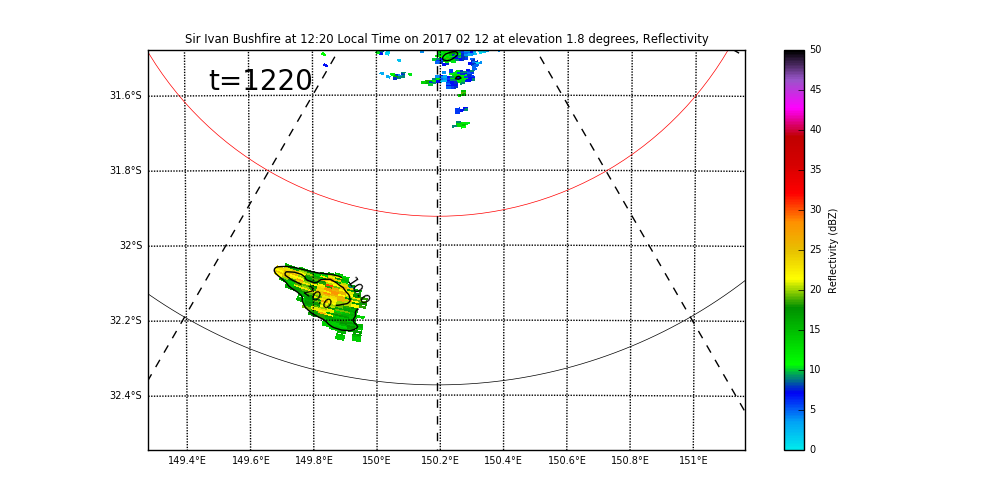 Sir Ivan Bushfire at 12:20 Local Time on 2017 02 12 at elevation 1.8 degrees, Reflectivity
t=1220
31.6°S
31.8°S
32°S
32.2°S
32.4°S
10.0
20.0
149.4°E 149.6°E 149.8°E 150°E 150.2°E 150.4°E 150.6°E 150.8°E 151°E
50
45
40
35
30
25
20
15
10
5
0
Reflectivity (dBZ)